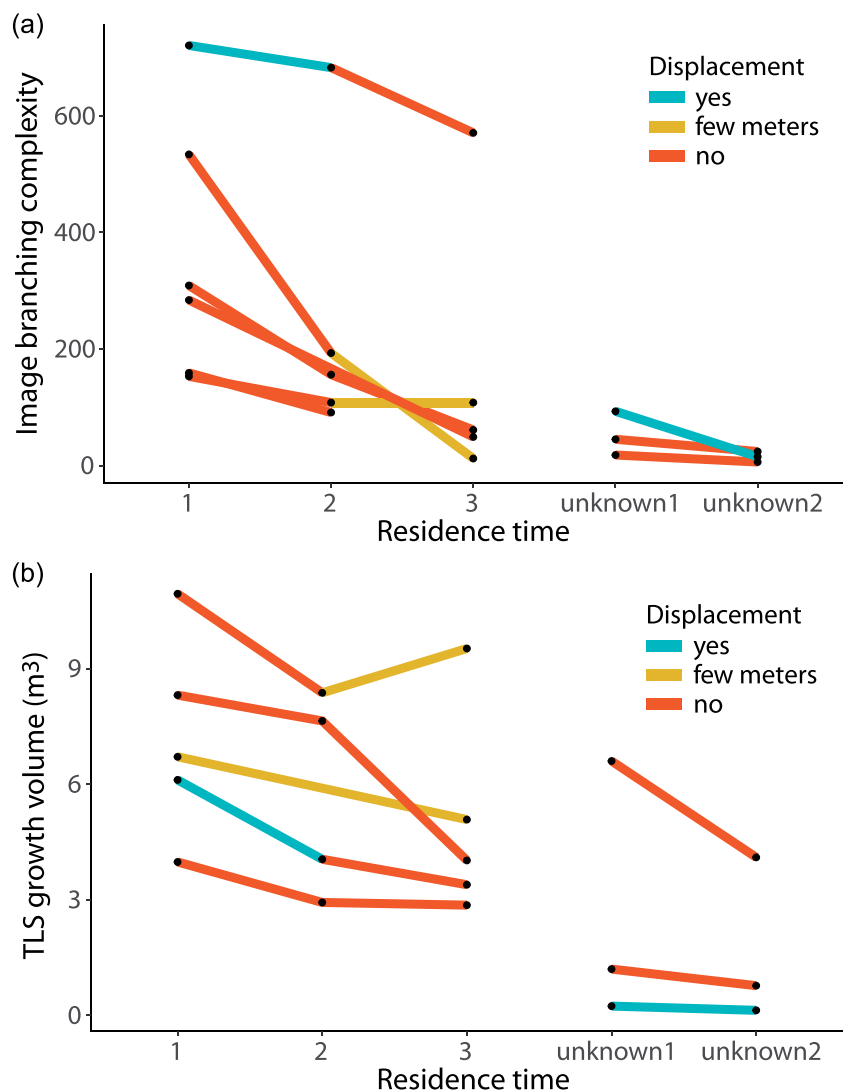 (a)
Image branching complexity
600
400
200
0
Displacement
yes
few meters
no
1 2 3 unknown1 unknown2
Residence time
(b)
TLS growth volume (m³)
9
6
3
0
Displacement
yes
few meters
no
1 2 3 unknown1 unknown2
Residence time